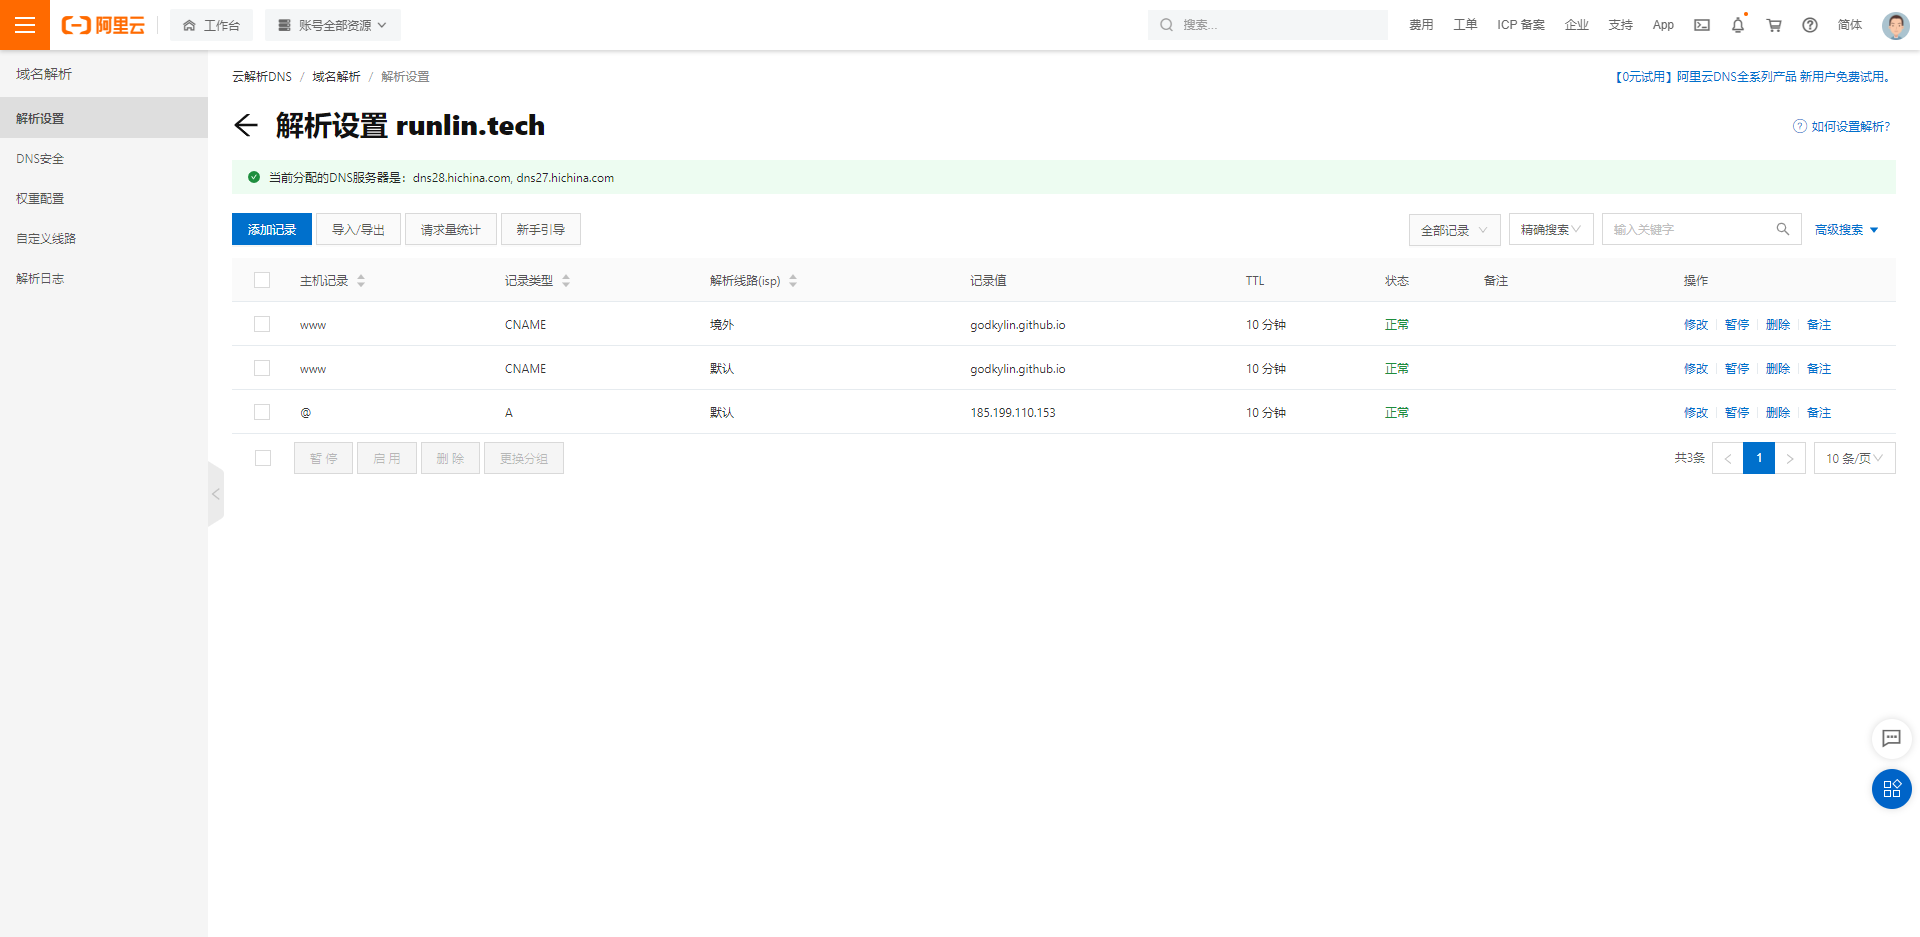 阿里云 工作台 账号全部资源 搜索... 费用 工单 ICP 备案 企业 支持 App 简体
域名解析
解析设置
DNS安全
权重配置
自定义线路
解析日志
云解析DNS / 域名解析 / 解析设置
【0元试用】阿里云DNS全系列产品 新用户免费试用。
解析设置 runlin.tech
如何设置解析?
当前分配的DNS服务器是: dns28.hichina.com, dns27.hichina.com
添加记录 导入/导出 请求量统计 新手引导 全部记录 精确搜索 输入关键字 高级搜索
主机记录 记录类型 解析线路(isp) 记录值 TTL 状态 备注 操作
www CNAME 境外 godkylin.github.io 10 分钟 正常 修改 暂停 删除 备注
www CNAME 默认 godkylin.github.io 10 分钟 正常 修改 暂停 删除 备注
@ A 默认 185.199.110.153 10 分钟 正常 修改 暂停 删除 备注
暂 停 启 用 删 除 更换分组 共3条 < 1 > 10 条/页